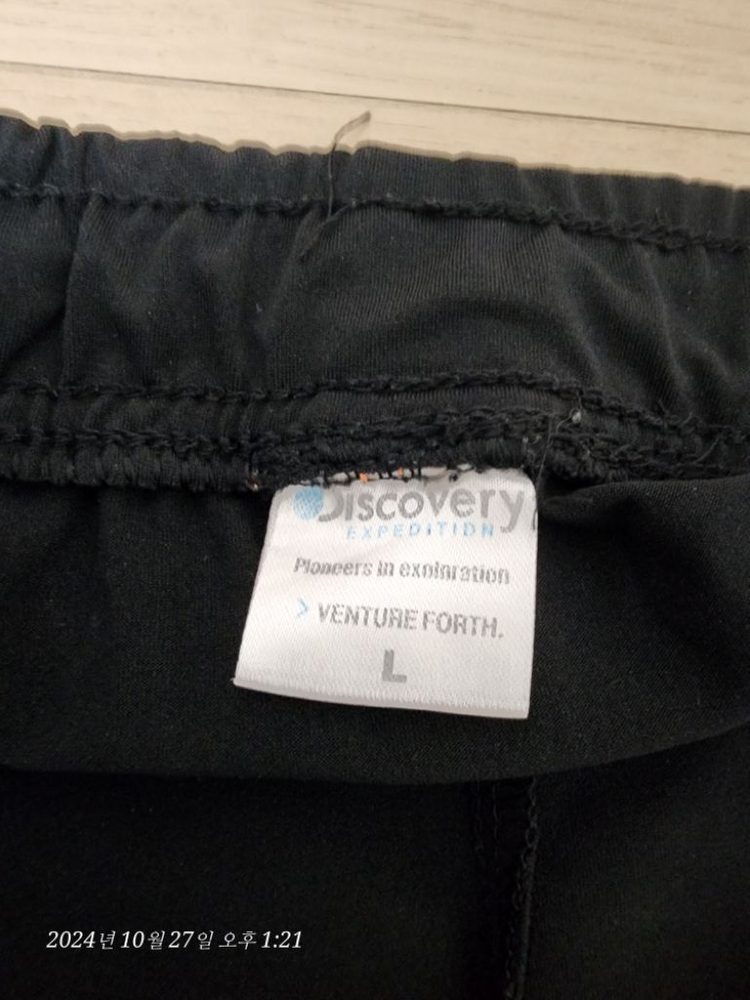 Discovery
EXPEDITION
Pioneers in exploration
VENTURE FORTH.
L
2024년 10월 27일 오후 1:21